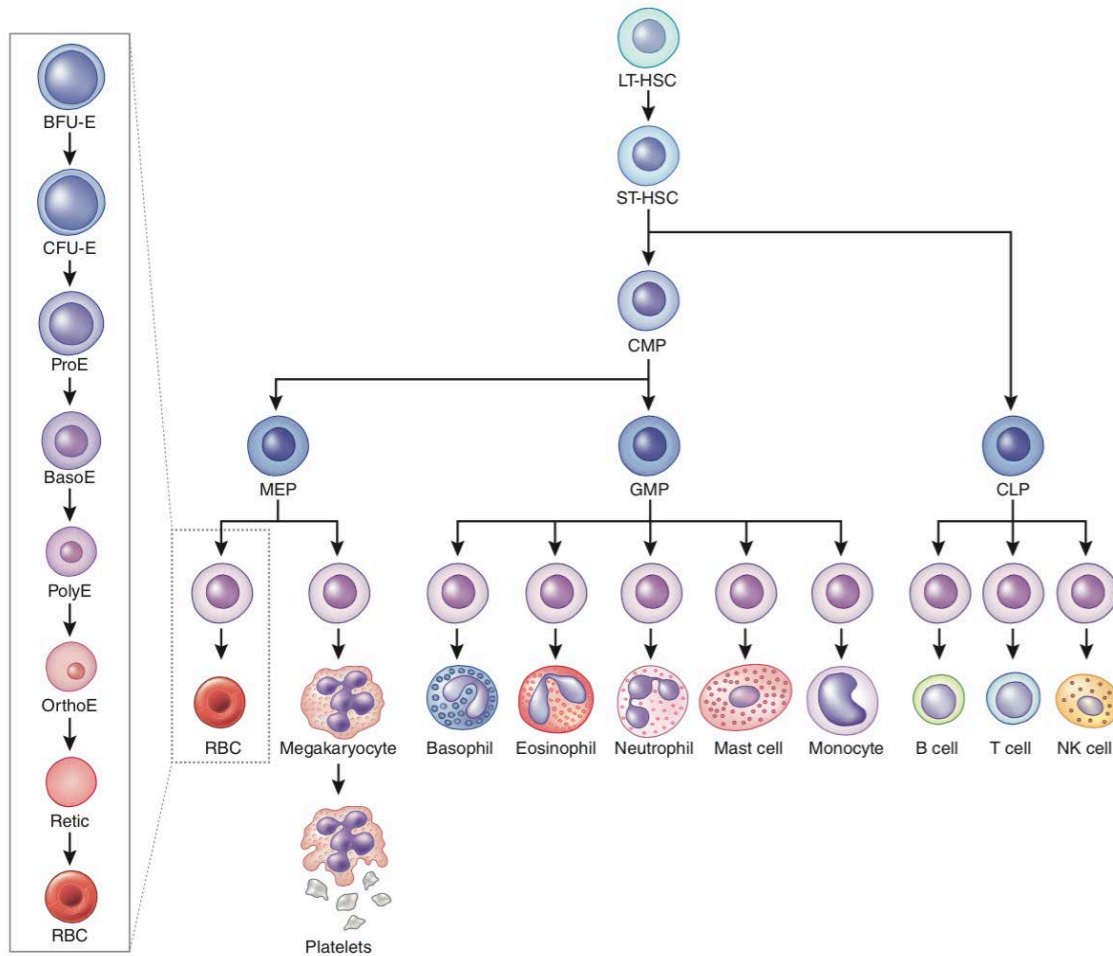 BFU-E
CFU-E
ProE
BasoE
PolyE
OrthoE
Retic
RBC
LT-HSC
ST-HSC
CMP
MEP
GMP
CLP
RBC
Megakaryocyte
Basophil
Eosinophil
Neutrophil
Mast cell
Monocyte
B cell
T cell
NK cell
Platelets